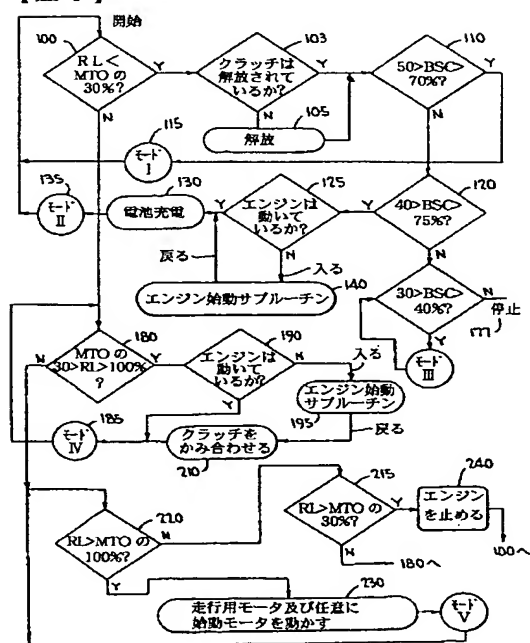 開始
100
RL<
MTOの
30%?
Y
N
103
クラッチは
解放されて
いるか?
Y
N
105
解放
110
50>BSC>
70%?
Y
N
115
モード
I
135
モード
II
130
電池充電
125
エンジンは
動いて
いるか?
Y
N
120
40>BSC>
75%?
Y
N
戻る
入る
140
エンジン始動サブルーチン
30>BSC>
40%?
N
停止
Y
モード
III
180
MTOの
30>RL>100%
?
N
Y
190
エンジンは
動いて
いるか?
N
Y
入る
195
エンジン始動
サブルーチン
戻る
185
モード
IV
210
クラッチを
かみ合わせる
220
RL>MTOの
100%?
N
Y
215
RL>MTOの
30%?
Y
N
180へ
240
エンジン
を止める
100へ
230
走行用モータ及び任意に
始動モータを動かす
モード
V